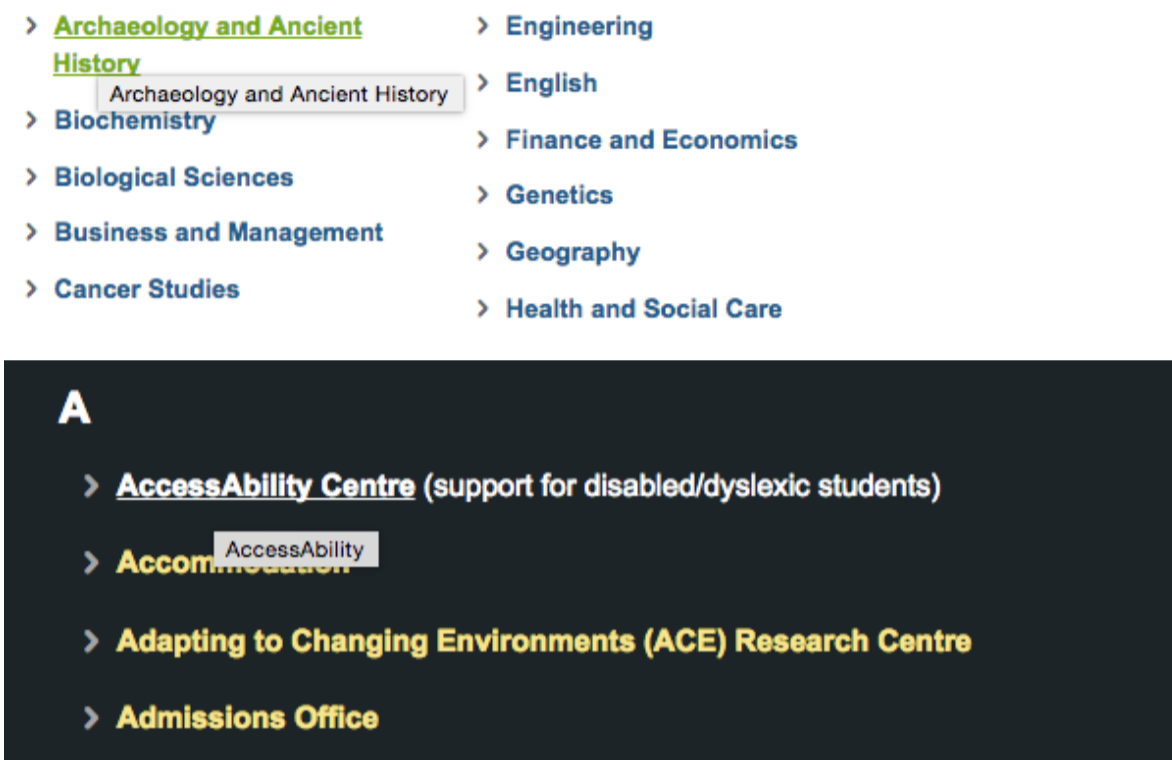 Archaeology and Ancient
History
Archaeology and Ancient History
Biochemistry
Biological Sciences
Business and Management
Cancer Studies
Engineering
English
Finance and Economics
Genetics
Geography
Health and Social Care
A
AccessAbility Centre (support for disabled/dyslexic students)
AccessAbility
Accommodation
Adapting to Changing Environments (ACE) Research Centre
Admissions Office